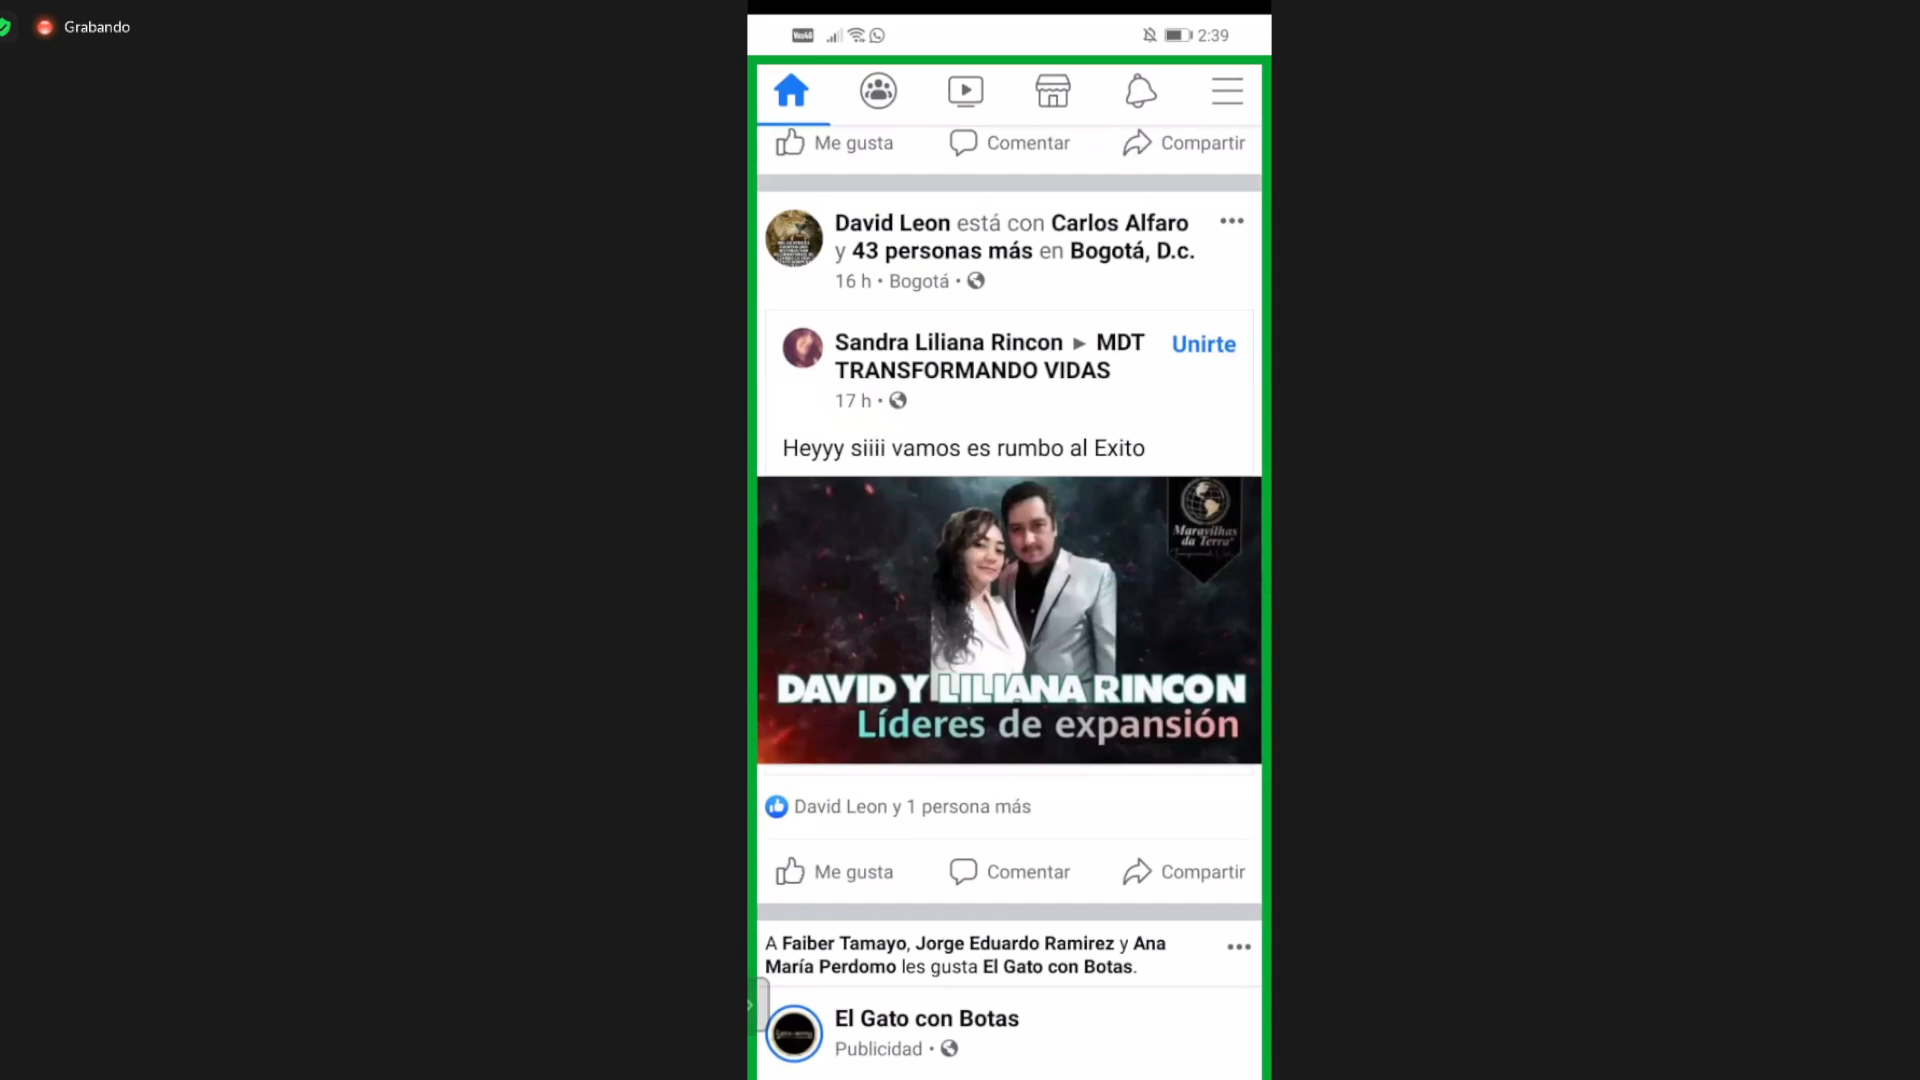 Grabando
2:39
Me gusta Comentar Compartir
David Leon está con Carlos Alfaro
y 43 personas más en Bogotá, D.c.
16 h • Bogotá •
Sandra Liliana Rincon ▸ MDT
TRANSFORMANDO VIDAS
Unirte
17 h •
Heyyy siiii vamos es rumbo al Exito
Maravilhas
da Terra
DAVID Y LILIANA RINCON
Líderes de expansión
David Leon y 1 persona más
Me gusta Comentar Compartir
A Faiber Tamayo, Jorge Eduardo Ramirez y Ana
María Perdomo les gusta El Gato con Botas.
El Gato con Botas
Publicidad •